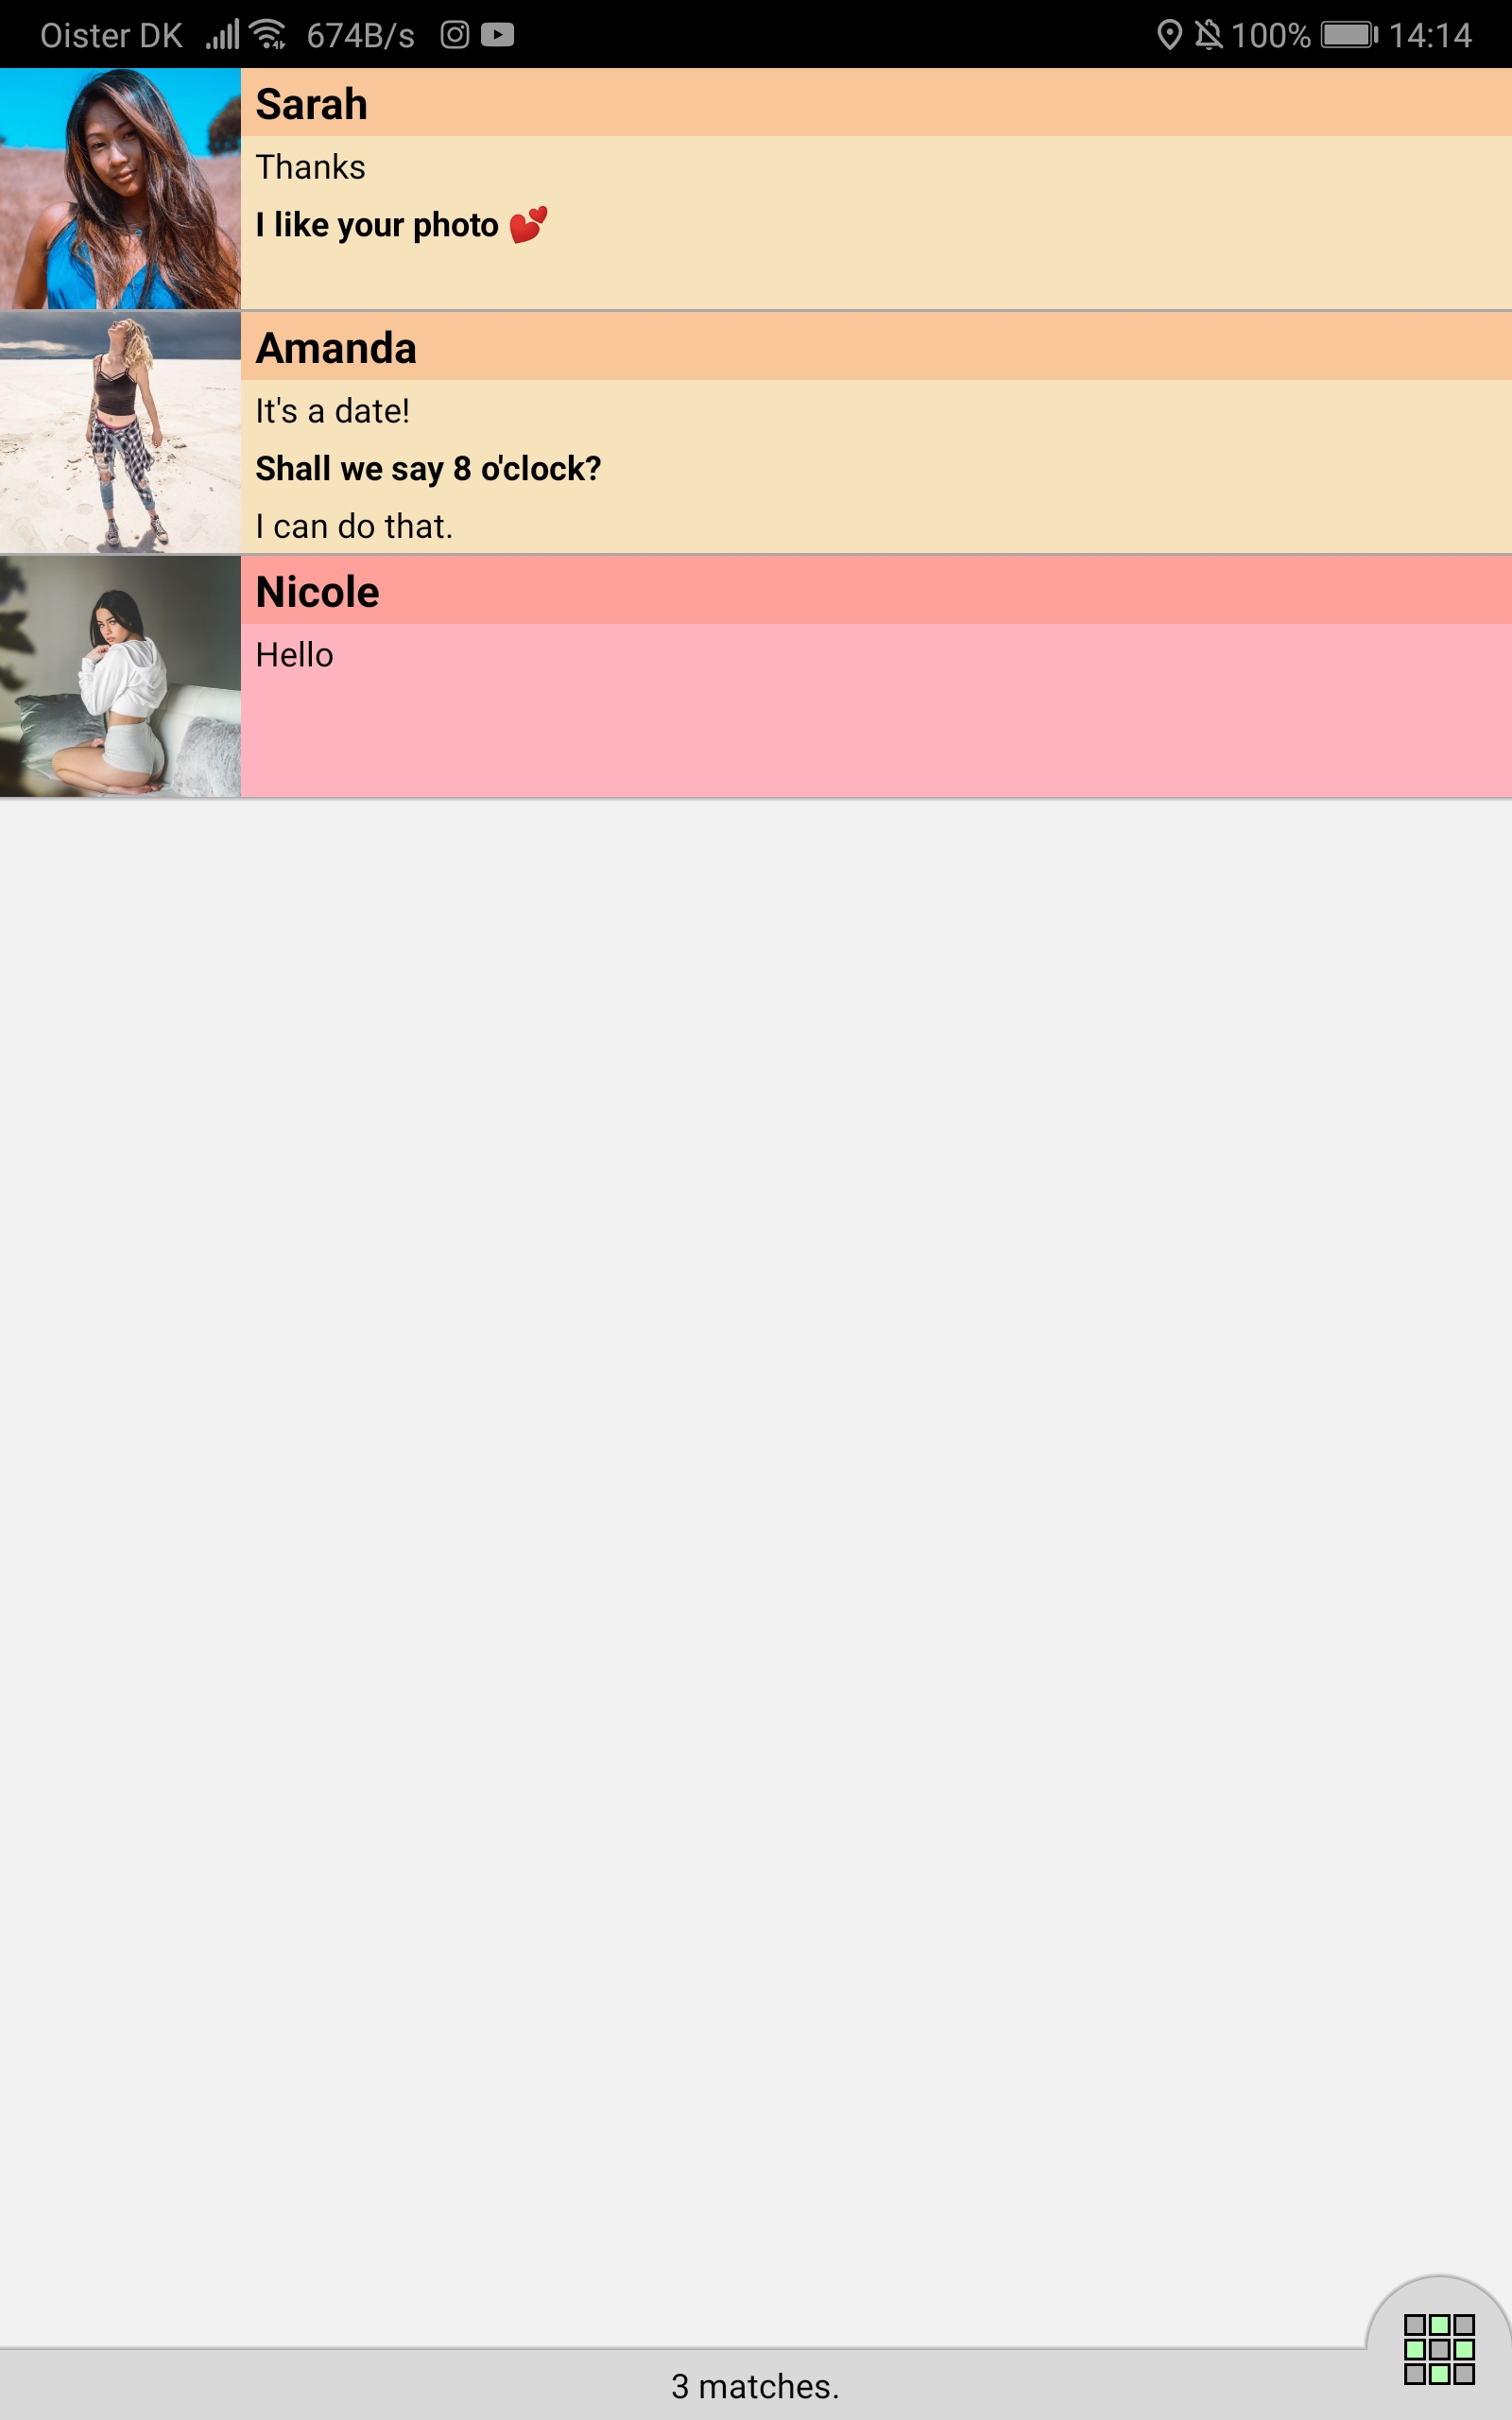 Oister DK 674B/s 100% 14:14
Sarah
Thanks
I like your photo 💕
Amanda
It's a date!
Shall we say 8 o'clock?
I can do that.
Nicole
Hello
3 matches.